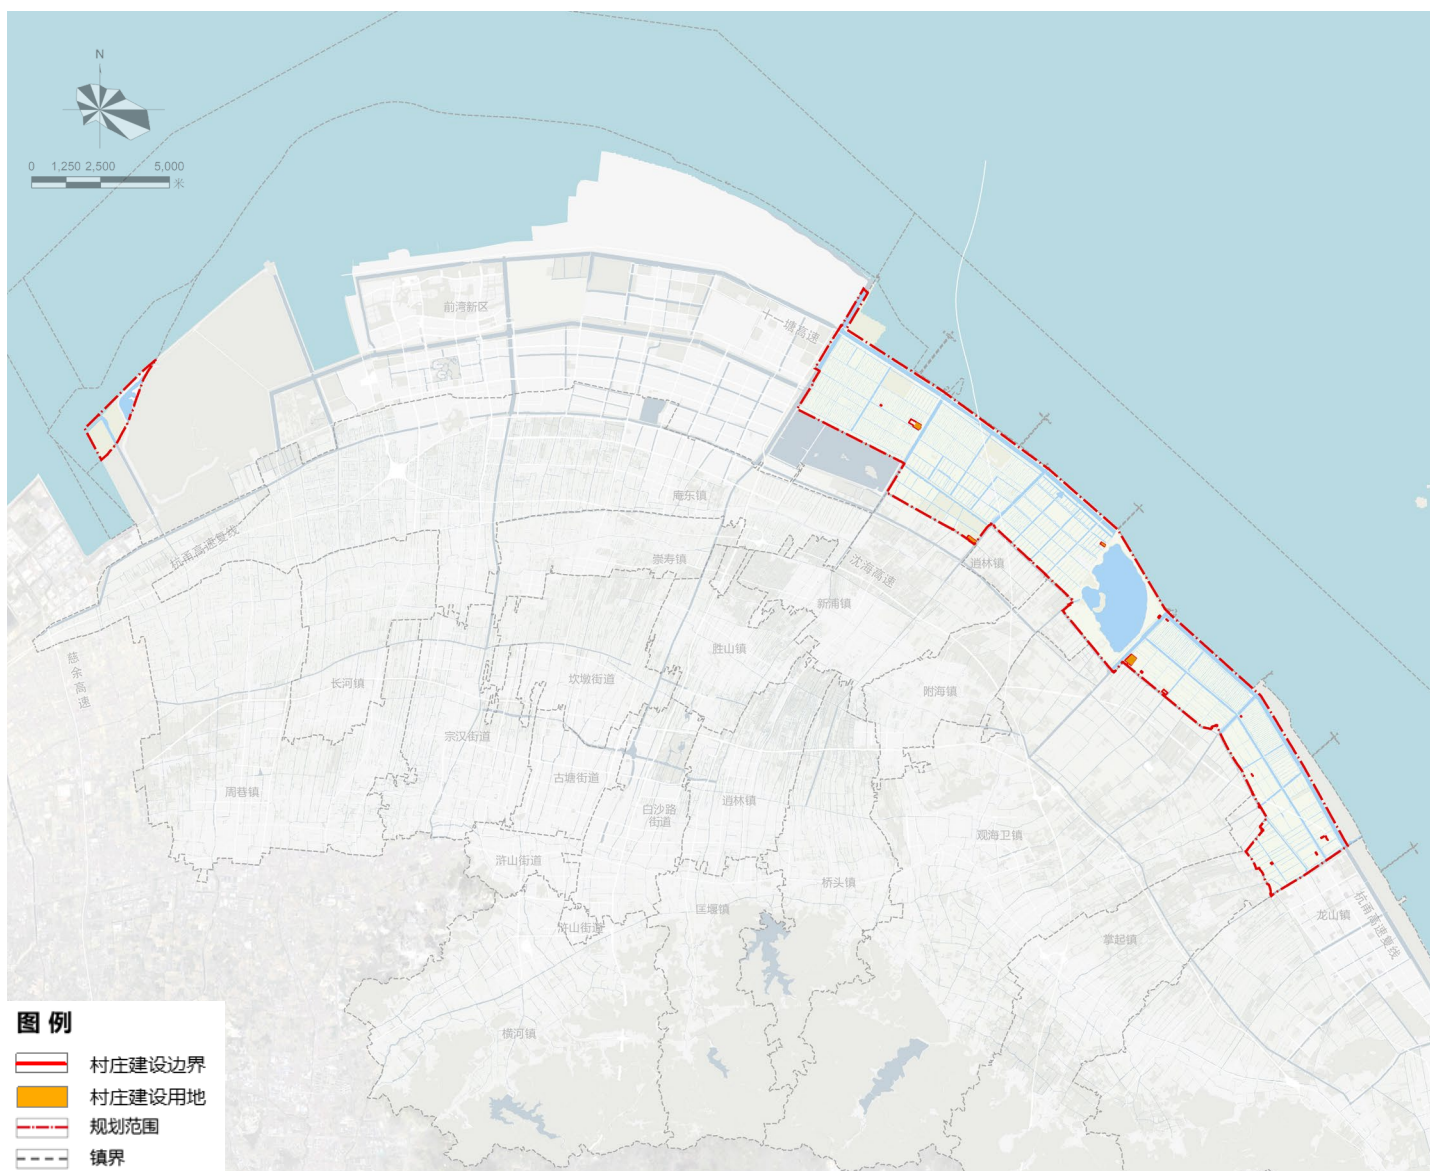 N
0 1,250 2,500 5,000
米
前湾新区
十一塘高速
庵东镇
杭甬高速复线
崇寿镇
沈海高速
逍林镇
新浦镇
胜山镇
慈余高速
长河镇
坎墩街道
附海镇
宗汉街道
古塘街道
周巷镇
白沙路
街道
逍林镇
观海卫镇
浒山街道
桥头镇
匡堰镇
浒山街道
龙山镇
杭甬高速复线
掌起镇
横河镇
图例
村庄建设边界
村庄建设用地
规划范围
镇界